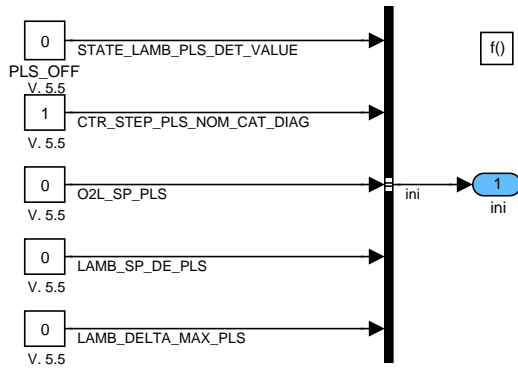 0
STATE_LAMB_PLS_DET_VALUE
f()
PLS_OFF
V. 5.5
1
CTR_STEP_PLS_NOM_CAT_DIAG
V. 5.5
0
O2L_SP_PLS
ini
1
ini
V. 5.5
0
LAMB_SP_DE_PLS
V. 5.5
0
LAMB_DELTA_MAX_PLS
V. 5.5